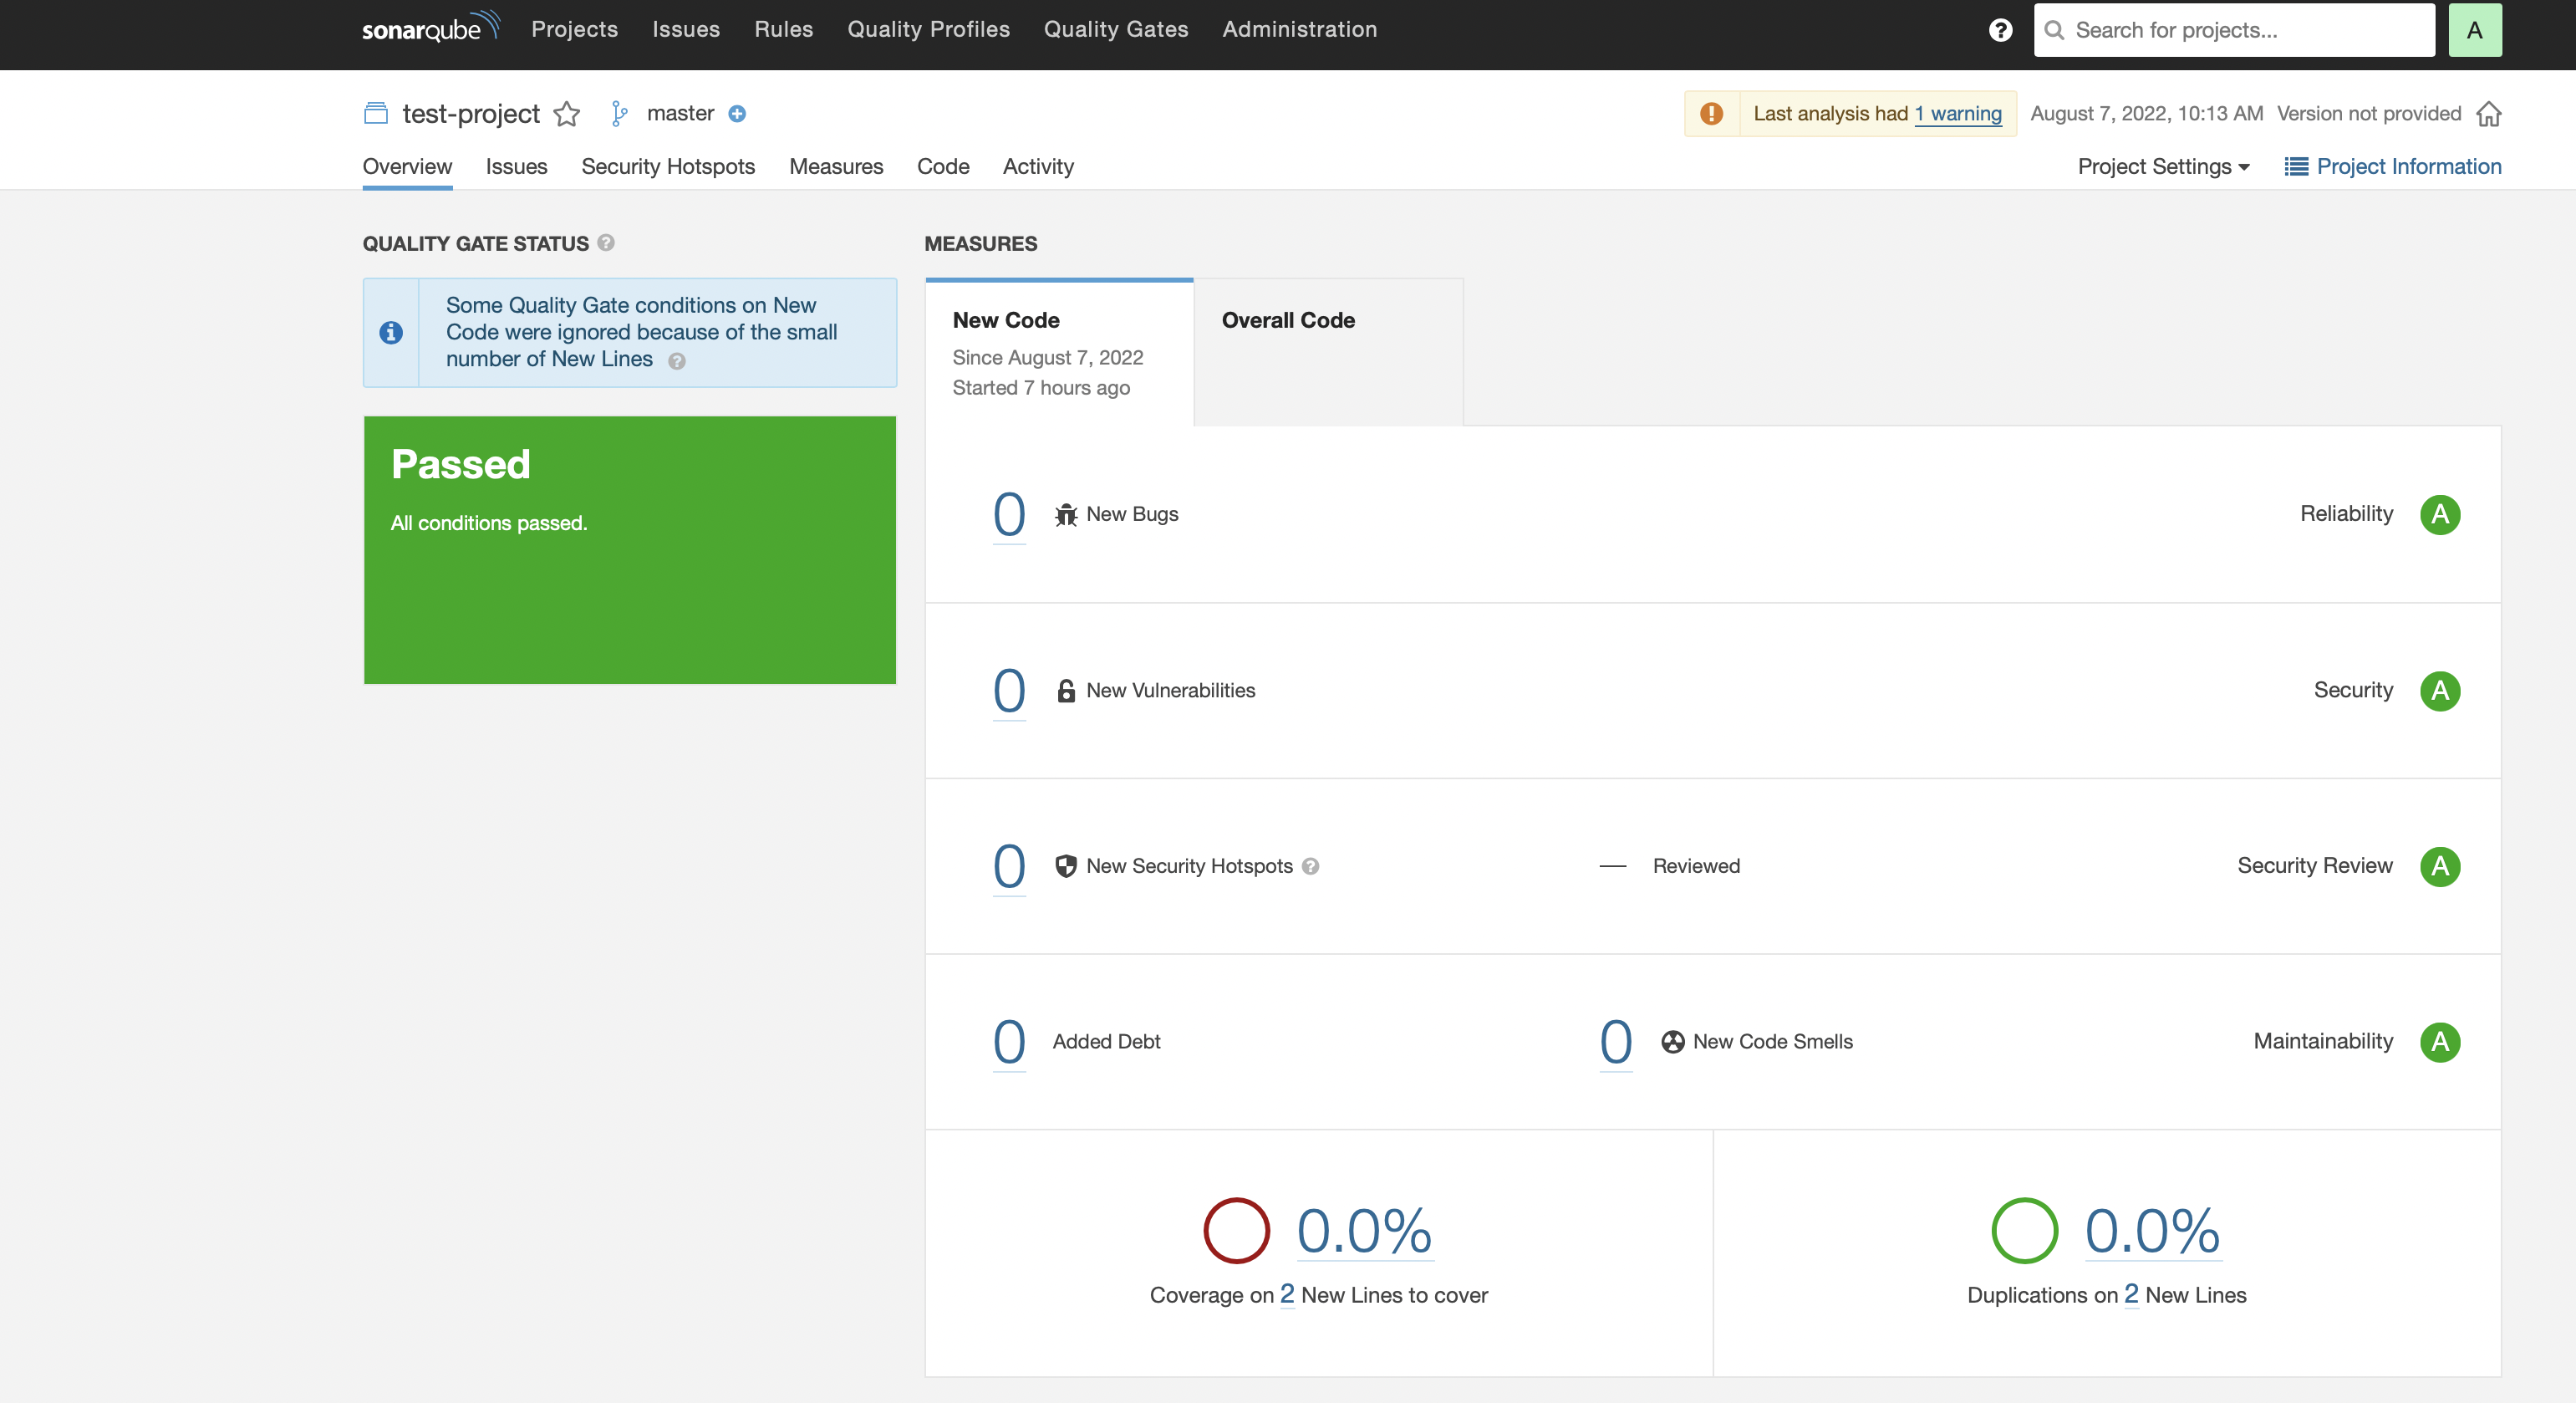 sonarqube Projects Issues Rules Quality Profiles Quality Gates Administration ? Search for projects... A
test-project master Last analysis had 1 warning August 7, 2022, 10:13 AM Version not provided
Overview Issues Security Hotspots Measures Code Activity Project Settings Project Information
QUALITY GATE STATUS ?
Some Quality Gate conditions on New
Code were ignored because of the small
number of New Lines ?
Passed
All conditions passed.
MEASURES
New Code
Since August 7, 2022
Started 7 hours ago
Overall Code
0 New Bugs Reliability A
0 New Vulnerabilities Security A
0 New Security Hotspots ? — Reviewed Security Review A
0 Added Debt 0 New Code Smells Maintainability A
0.0%
Coverage on 2 New Lines to cover
0.0%
Duplications on 2 New Lines